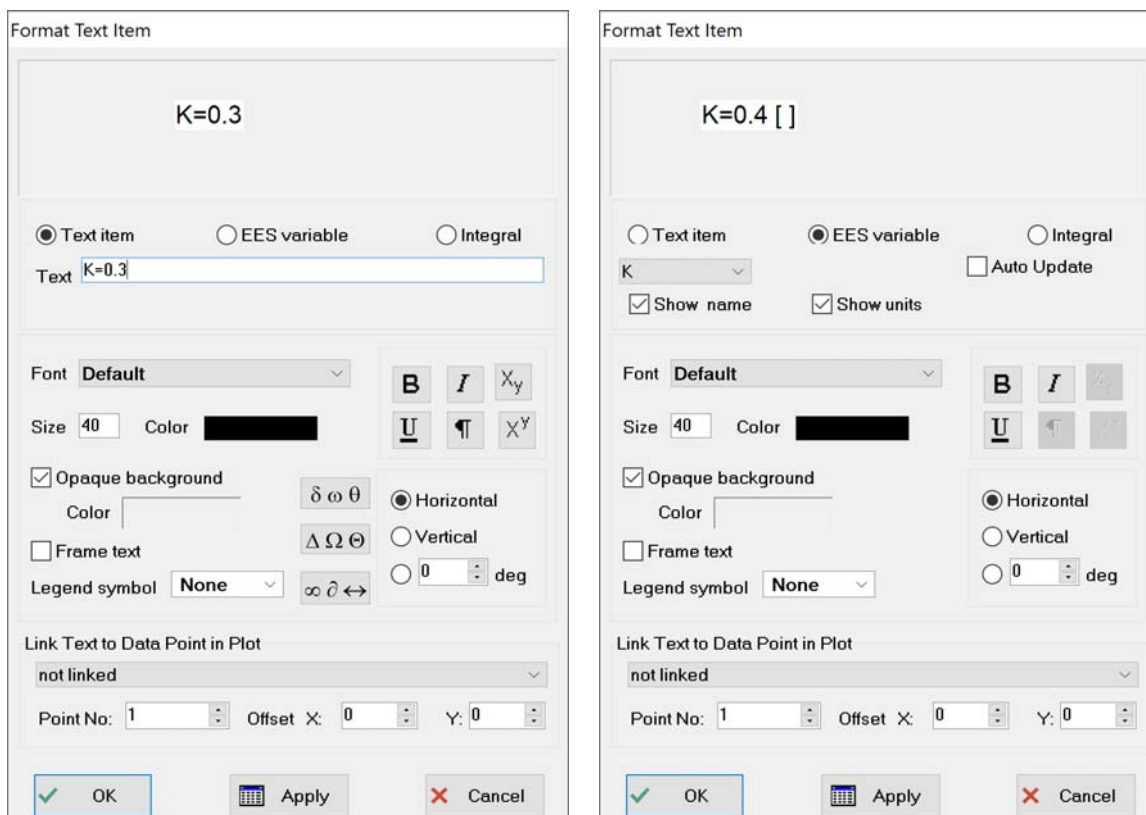 Format Text Item
K=0.3
Text item EES variable Integral
Text K=0.3
Font Default
B I Xy
Size 40 Color
U ¶ XY
Opaque background
δ ω θ
Color
Horizontal
Δ Ω Θ
Vertical
Frame text
0 deg
Legend symbol None
∞ ∂ ↔
Link Text to Data Point in Plot
not linked
Point No: 1 Offset X: 0 Y: 0
OK Apply Cancel
Format Text Item
K=0.4 [ ]
Text item EES variable Integral
K Auto Update
Show name Show units
Font Default
B I Xy
Size 40 Color
U ¶
Opaque background
Color
Horizontal
Vertical
Frame text
0 deg
Legend symbol None
Link Text to Data Point in Plot
not linked
Point No: 1 Offset X: 0 Y: 0
OK Apply Cancel